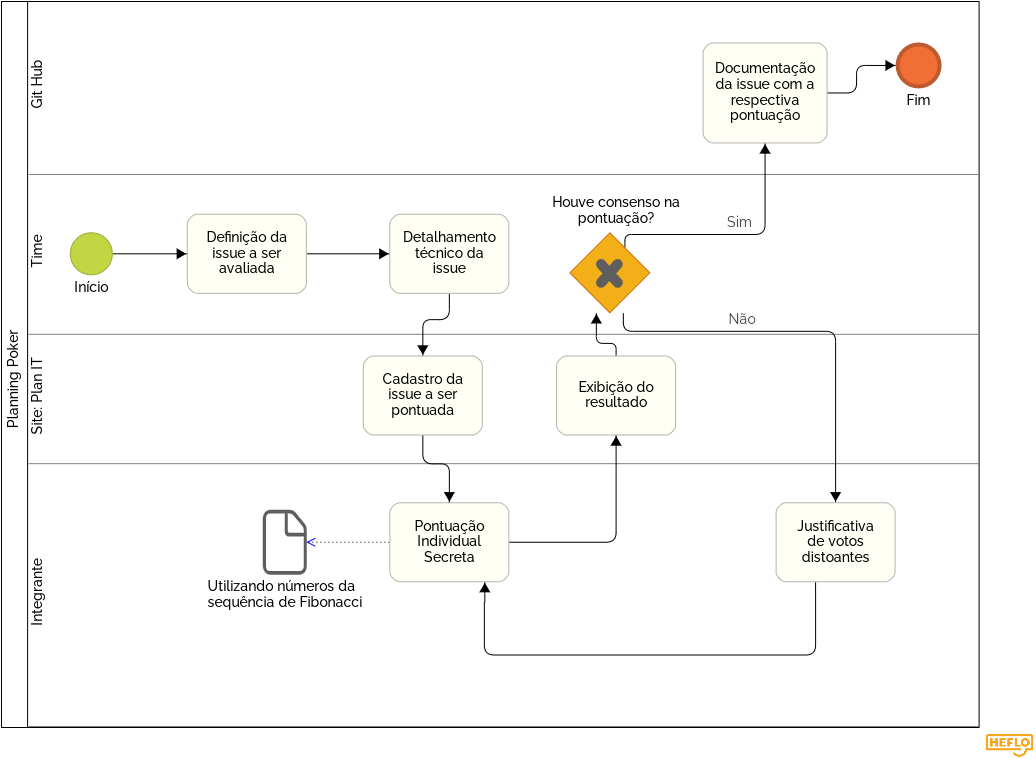 Planning Poker
Git Hub
Documentação
da issue com a
respectiva
pontuação
Fim
Time
Início
Definição da
issue a ser
avaliada
Detalhamento
técnico da
issue
Houve consenso na
pontuação?
Sim
Não
Site: Plan IT
Cadastro da
issue a ser
pontuada
Exibição do
resultado
Integrante
Utilizando números da
sequência de Fibonacci
Pontuação
Individual
Secreta
Justificativa
de votos
distoantes
HEFLO